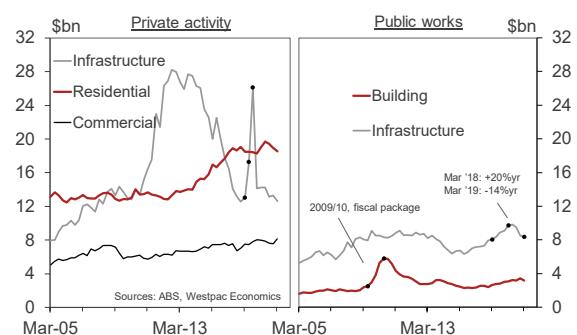 $bn
Private activity
Public works
$bn
32
28
24
20
16
12
8
4
0
Infrastructure
Residential
Commercial
Sources: ABS, Westpac Economics
Mar-05
Mar-13
Building
Infrastructure
Mar '18: +20%yr
Mar '19: -14%yr
2009/10, fiscal package
32
28
24
20
16
12
8
4
0
Mar-05
Mar-13